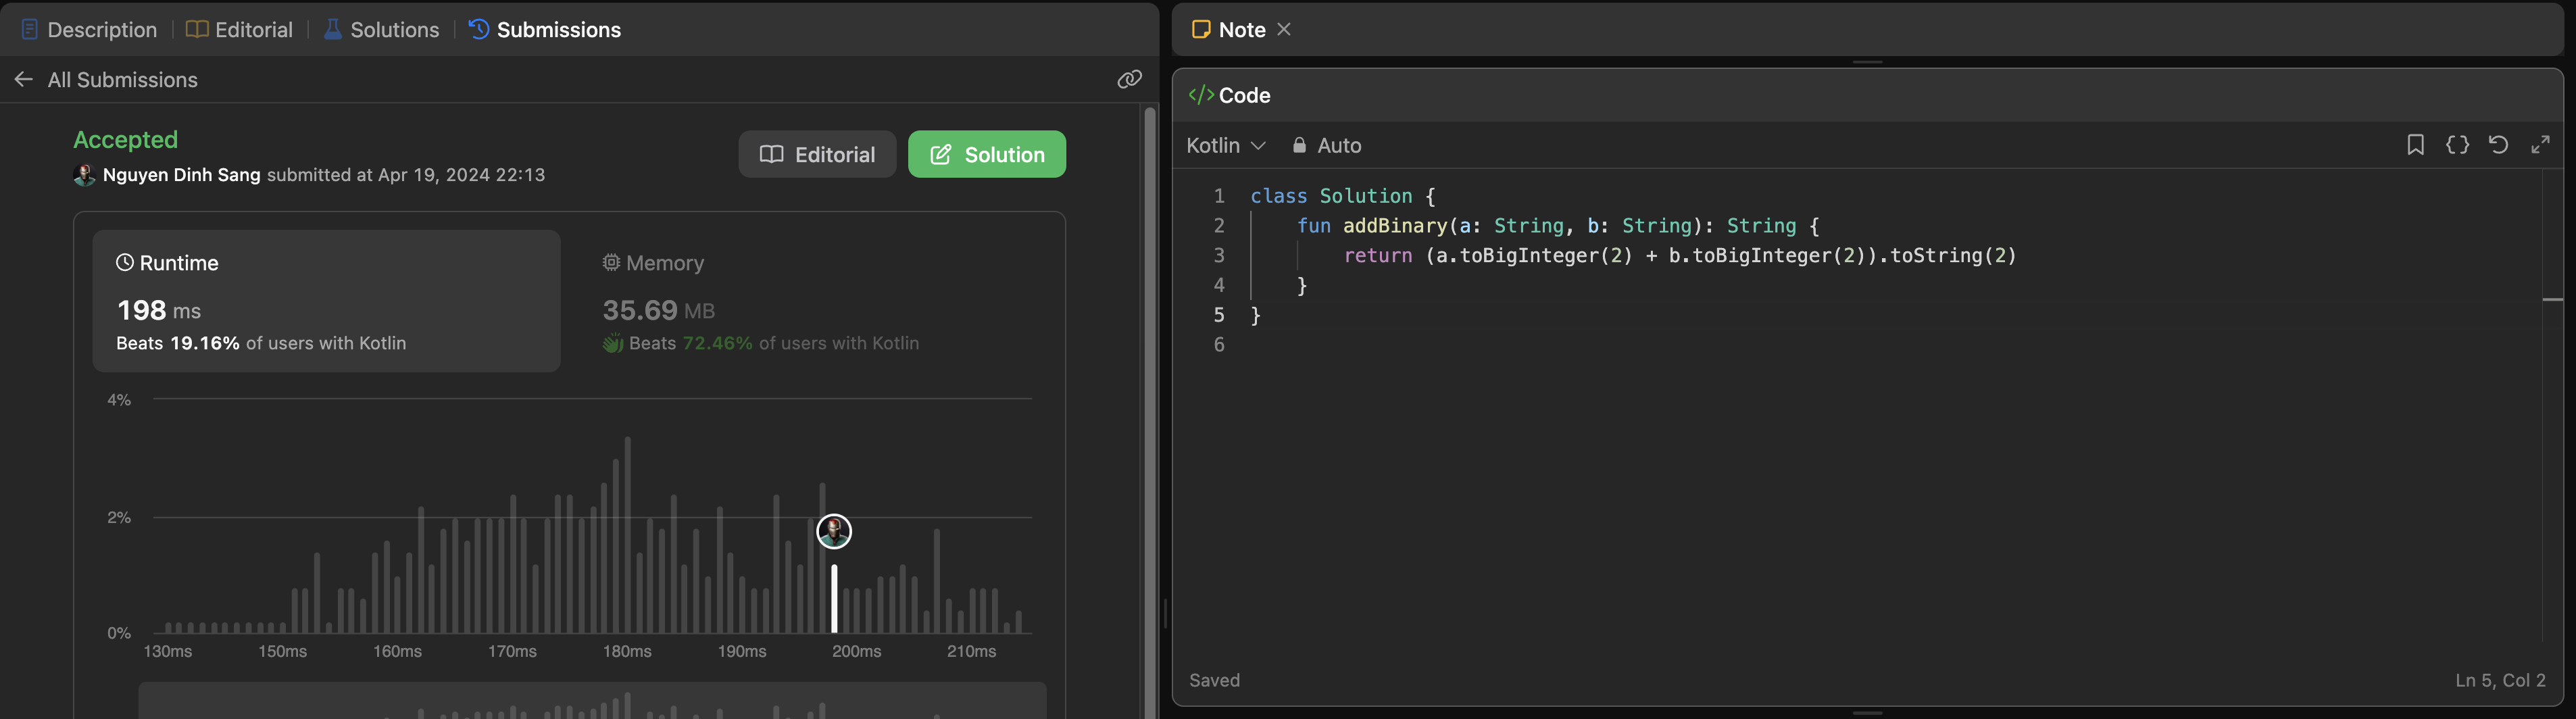 Description
Editorial
Solutions
Submissions
All Submissions
Accepted
Nguyen Dinh Sang submitted at Apr 19, 2024 22:13
Editorial
Solution
Runtime
198 ms
Beats 19.16% of users with Kotlin
Memory
35.69 MB
Beats 72.46% of users with Kotlin
4%
2%
0%
130ms 150ms 160ms 170ms 180ms 190ms 200ms 210ms
Note
</> Code
Kotlin
Auto
1 class Solution {
2     fun addBinary(a: String, b: String): String {
3         return (a.toBigInteger(2) + b.toBigInteger(2)).toString(2)
4     }
5 }
6
Saved
Ln 5, Col 2